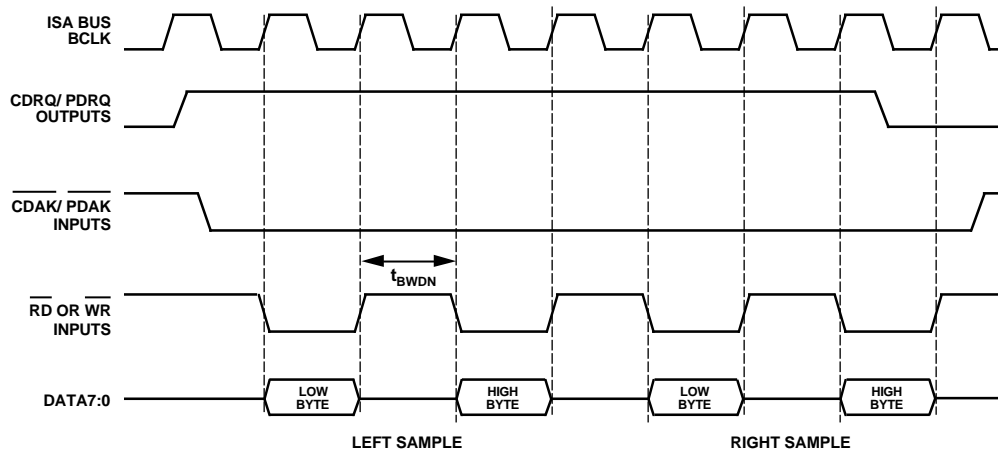 ISA BUS
BCLK
CDRQ/ PDRQ
OUTPUTS
CDAK/ PDAK
INPUTS
tBWDN
RD OR WR
INPUTS
DATA7:0
LOW
BYTE
HIGH
BYTE
LOW
BYTE
HIGH
BYTE
LEFT SAMPLE
RIGHT SAMPLE